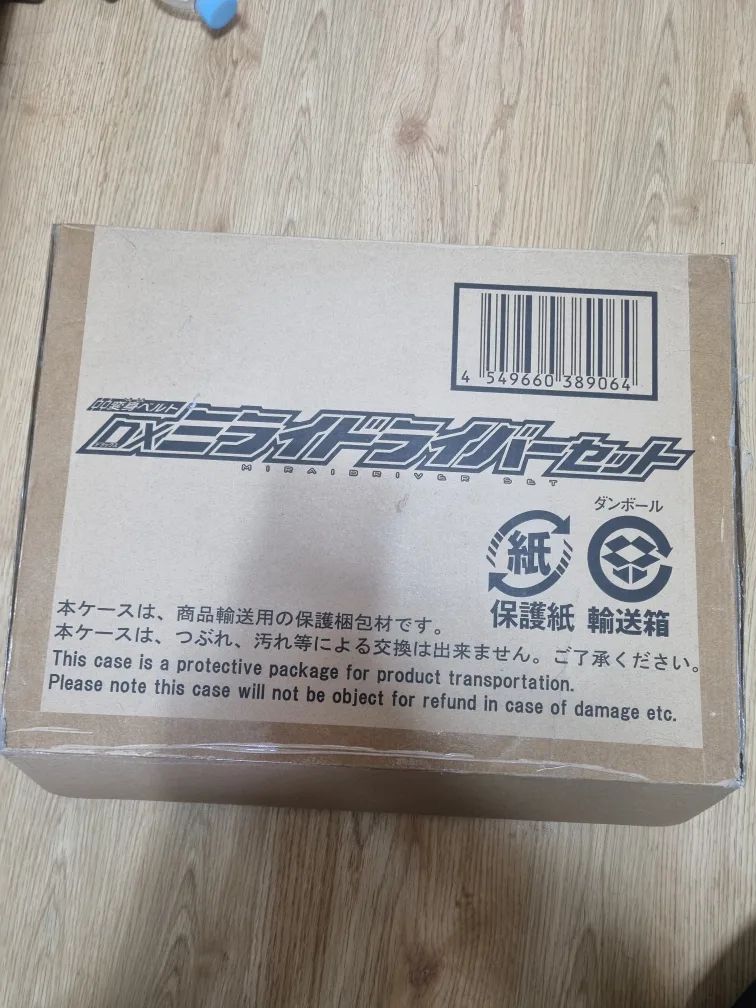 4 549660 389064
変身ベルト
DXミライドライバーセット
MIRAIDRIVER SET
ダンボール
紙
保護紙 輸送箱
本ケースは、商品輸送用の保護梱包材です。
本ケースは、つぶれ、汚れ等による交換は出来ません。ご了承ください。
This case is a protective package for product transportation.
Please note this case will not be object for refund in case of damage etc.